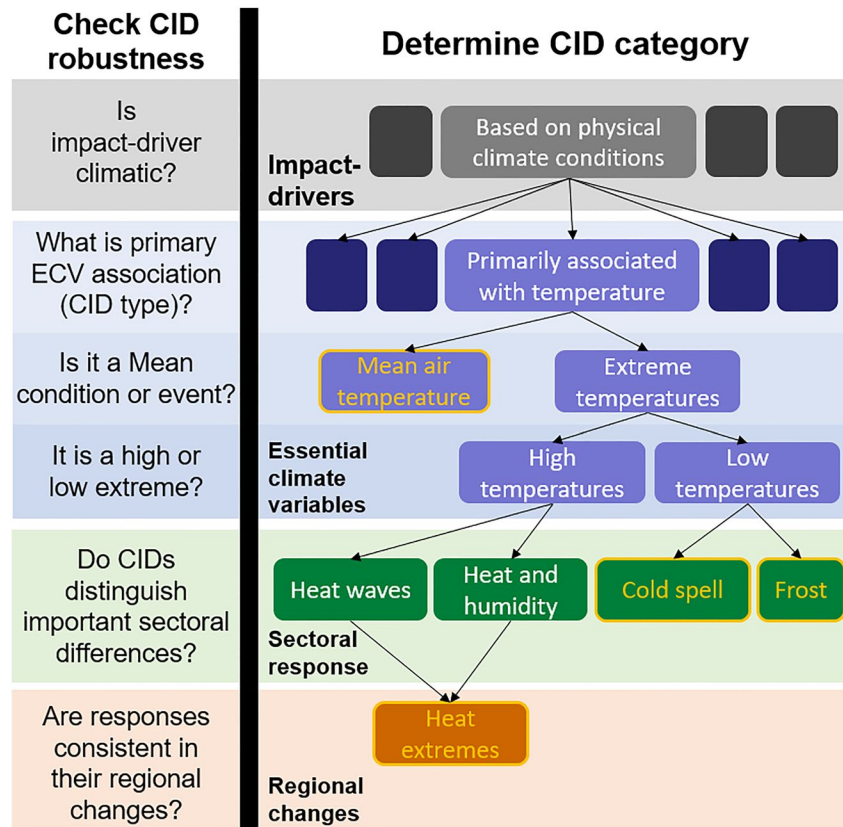 Check CID
robustness
Determine CID category
Is
impact-driver
climatic?
Based on physical
climate conditions
Impact-
drivers
What is primary
ECV association
(CID type)?
Primarily associated
with temperature
Is it a Mean
condition or event?
Mean air
temperature
Extreme
temperatures
It is a high or
low extreme?
Essential
climate
variables
High
temperatures
Low
temperatures
Do CIDs
distinguish
important sectoral
differences?
Heat waves
Heat and
humidity
Cold spell
Frost
Sectoral
response
Are responses
consistent in
their regional
changes?
Heat
extremes
Regional
changes